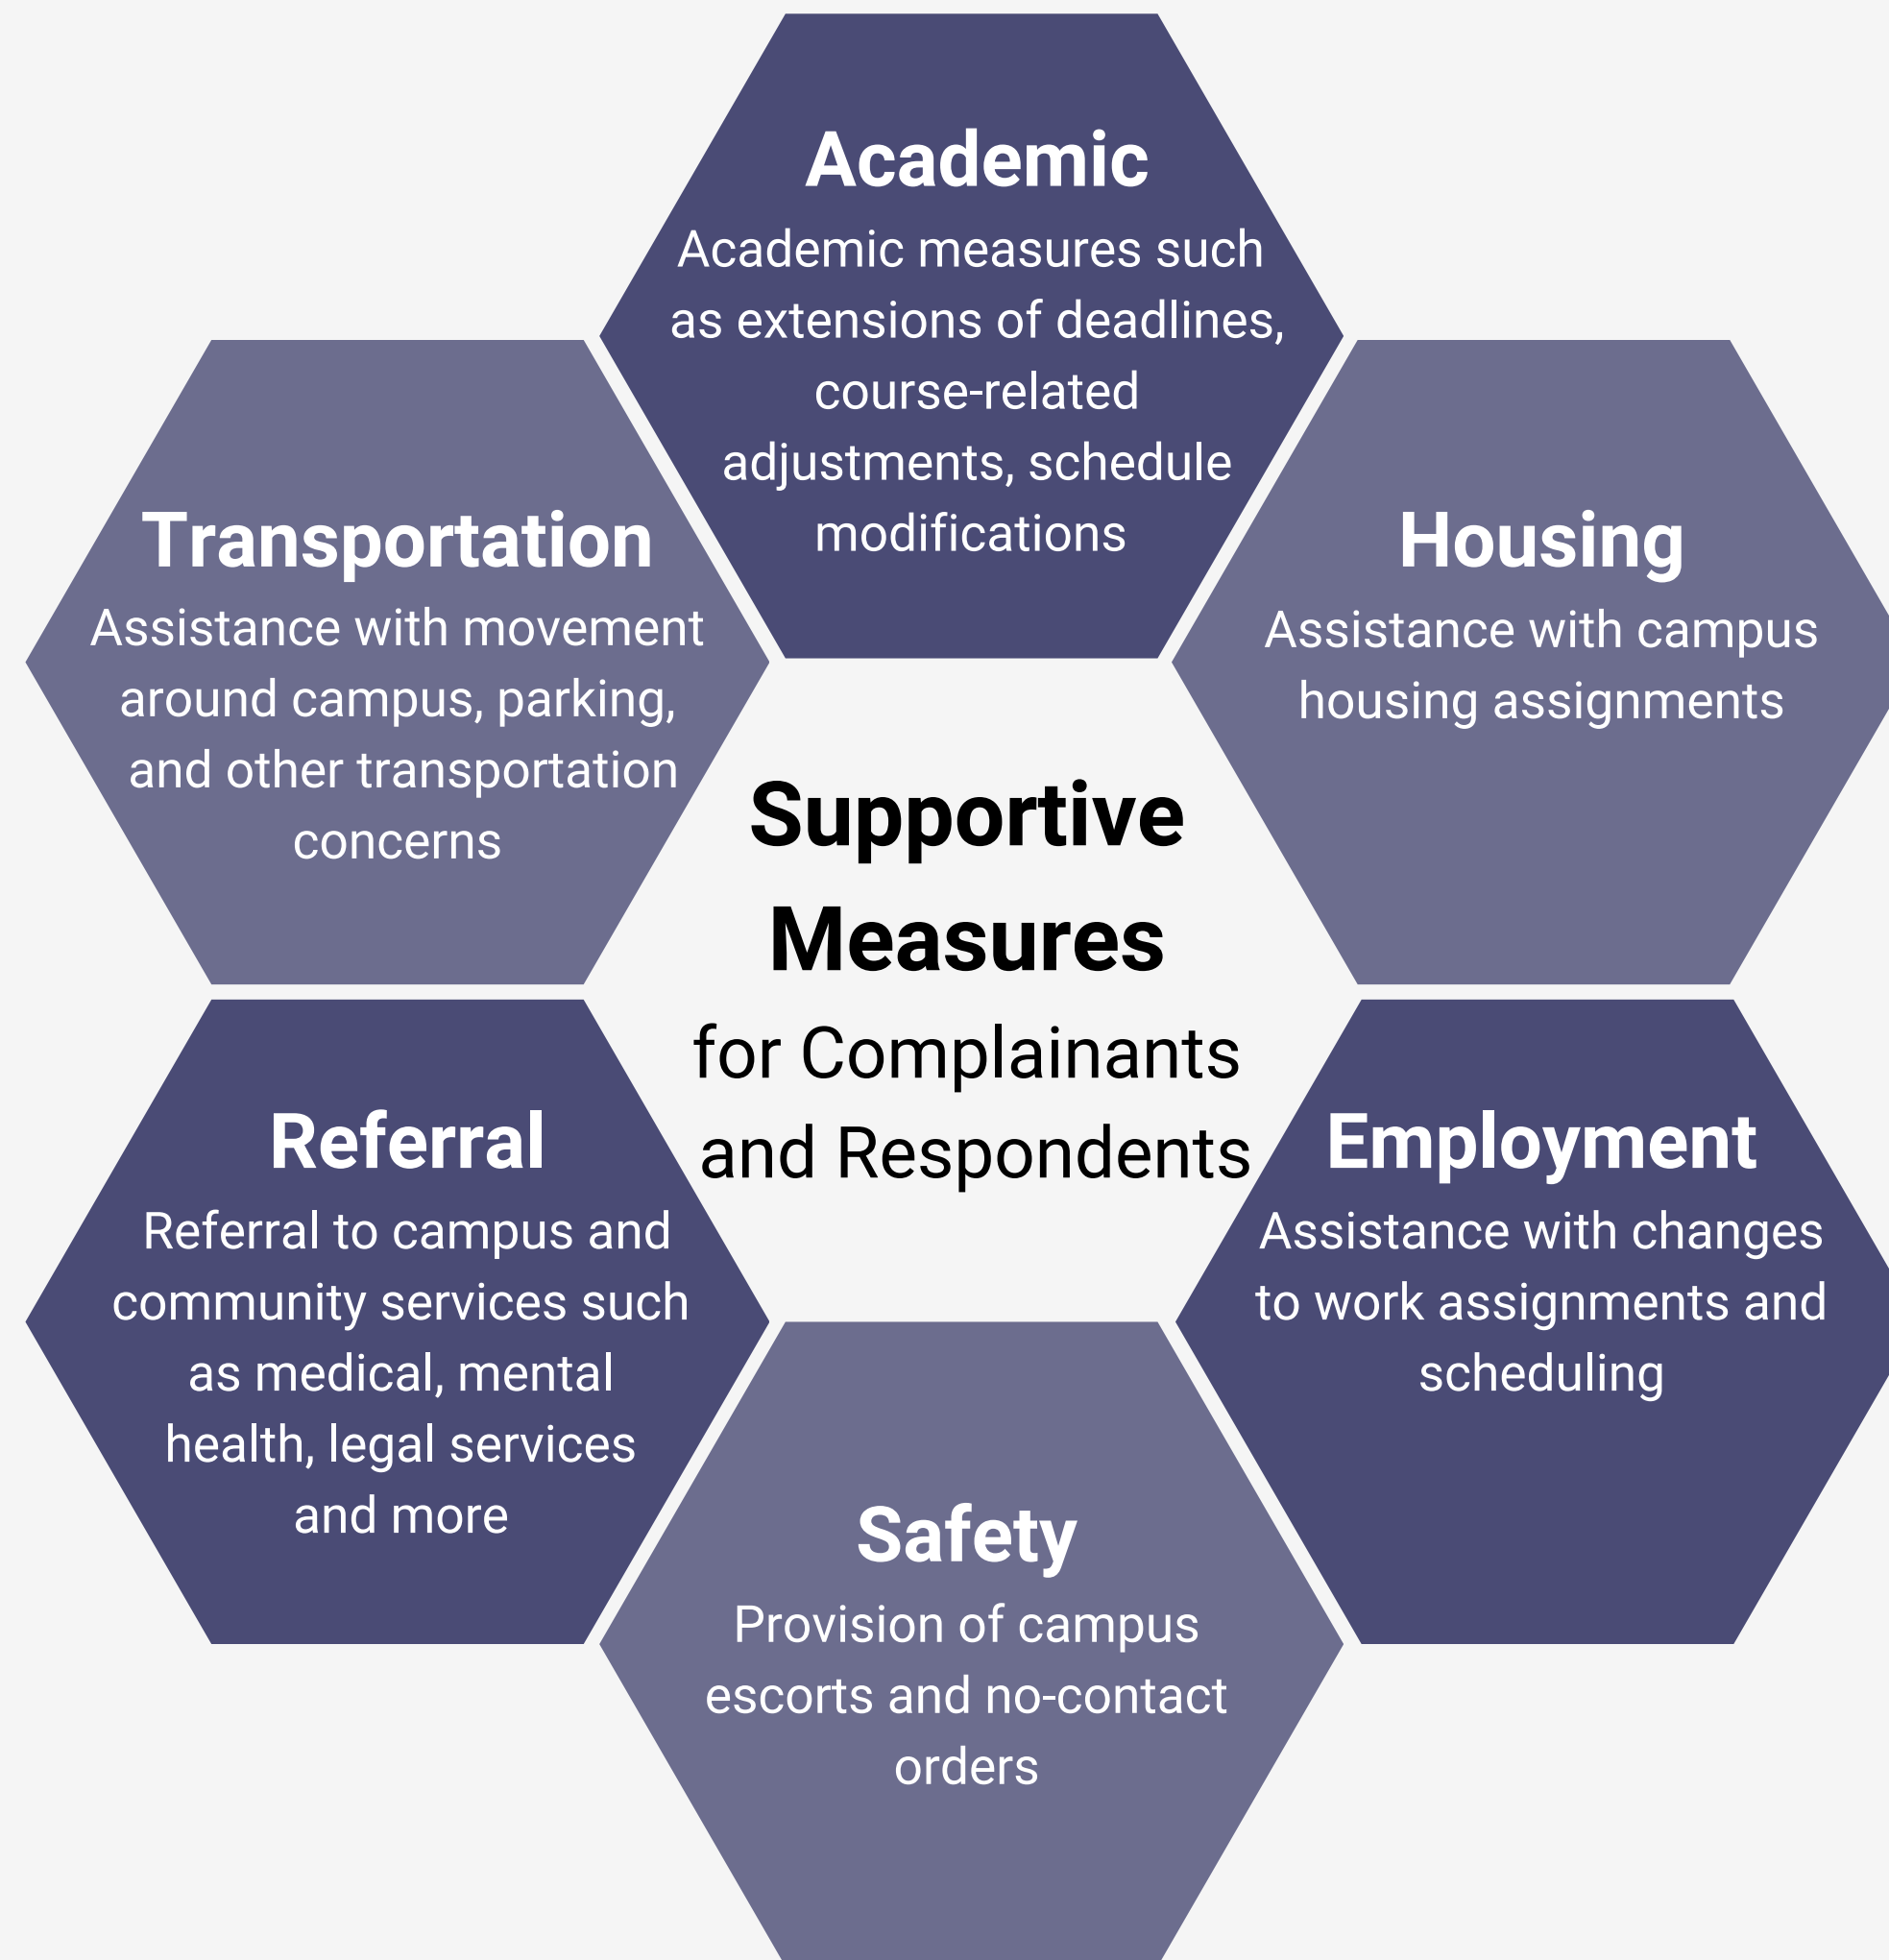 Academic
Academic measures such
as extensions of deadlines,
course-related
adjustments, schedule
modifications
Transportation
Assistance with movement
around campus, parking,
and other transportation
concerns
Housing
Assistance with campus
housing assignments
Supportive
Measures
for Complainants
and Respondents
Referral
Referral to campus and
community services such
as medical, mental
health, legal services
and more
Employment
Assistance with changes
to work assignments and
scheduling
Safety
Provision of campus
escorts and no-contact
orders